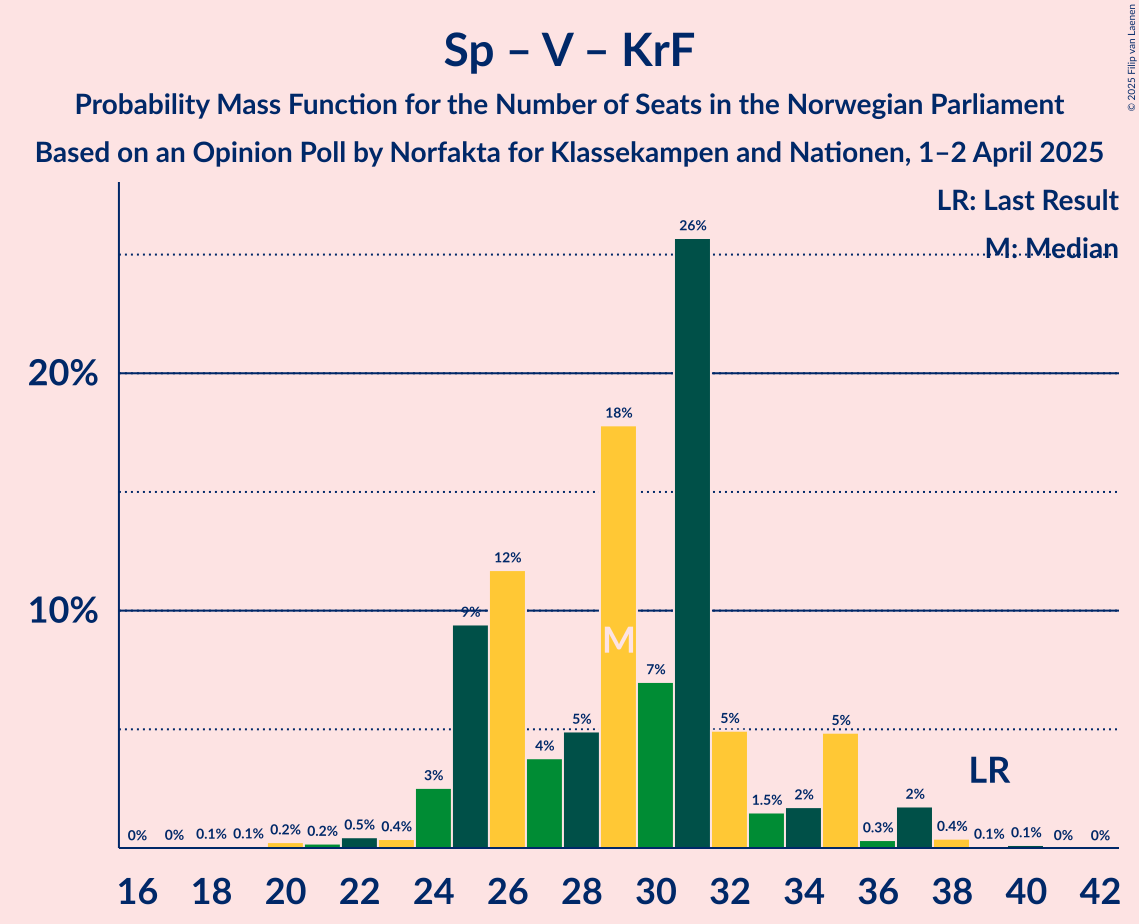 Sp – V – KrF
Probability Mass Function for the Number of Seats in the Norwegian Parliament
Based on an Opinion Poll by Norfakta for Klassekampen and Nationen, 1–2 April 2025
© 2025 Filip van Laenen
LR: Last Result
M: Median
26%
20%
18%
12%
10%
9%
M
7%
5%
5%
5%
4%
LR
3%
2%
2%
1.5%
0% 0% 0.1% 0.1% 0.2% 0.2% 0.5% 0.4% 0.3% 0.4% 0.1% 0.1% 0% 0%
16 18 20 22 24 26 28 30 32 34 36 38 40 42